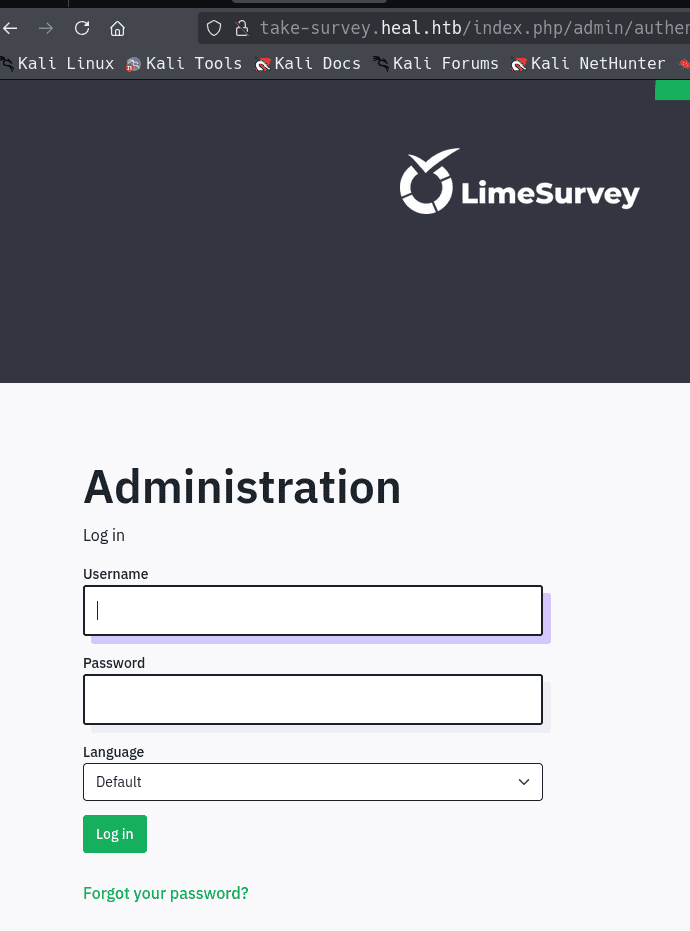 take-survey.heal.htb/index.php/admin/authen
Kali Linux Kali Tools Kali Docs Kali Forums Kali NetHunter
LimeSurvey
Administration
Log in
Username
Password
Language
Default
Log in
Forgot your password?